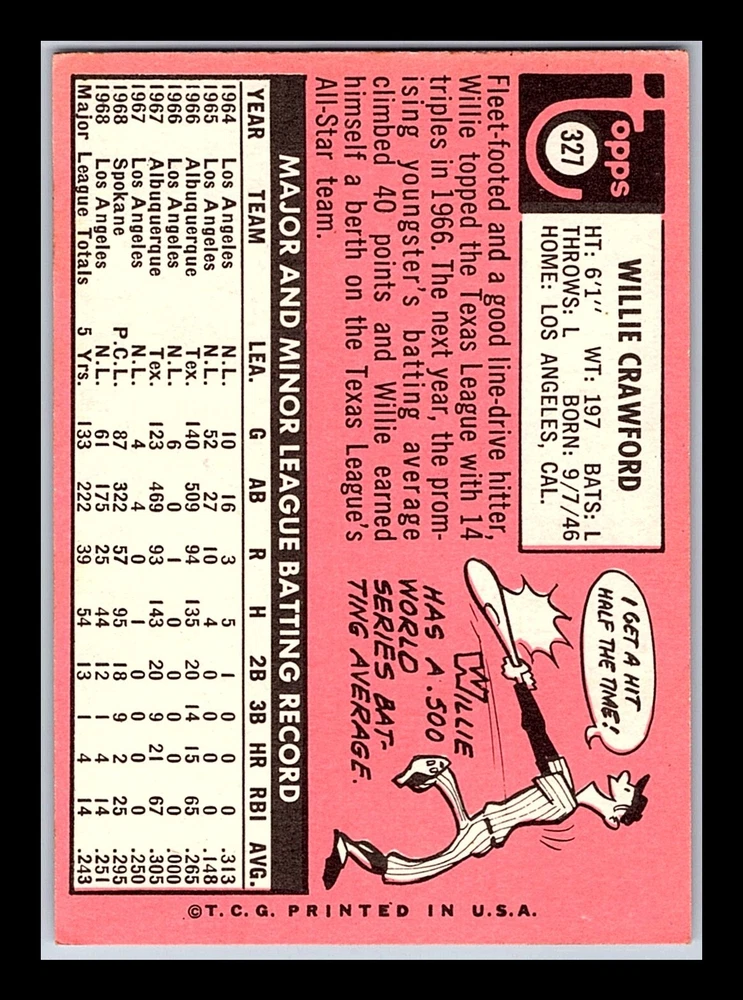 topps
327
WILLIE CRAWFORD
HT: 6'1" WT: 197 BATS: L
THROWS: L BORN: 9/7/46
HOME: LOS ANGELES, CAL.
Fleet-footed and a good line-drive hitter,
Willie topped the Texas League with 14
triples in 1966. The next year, the prom-
ising youngster's batting average
climbed 40 points and Willie earned
himself a berth on the Texas League's
All-Star team.
I GET A HIT
HALF THE TIME!
WILLIE
HAS A .500
WORLD
SERIES BAT-
TING AVERAGE.
MAJOR AND MINOR LEAGUE BATTING RECORD
YEAR TEAM LEA. G AB R H 2B 3B HR RBI AVG.
1964 Los Angeles N.L. 10 16 3 5 1 0 0 0 .313
1965 Los Angeles N.L. 52 27 10 4 0 0 0 0 .148
1966 Albuquerque Tex. 140 509 94 135 20 14 15 65 .265
1966 Los Angeles N.L. 6 0 1 0 0 0 0 0 .000
1967 Albuquerque Tex. 123 469 93 143 20 9 21 67 .305
1967 Los Angeles N.L. 4 4 0 1 0 0 0 0 .250
1968 Spokane P.C.L. 87 322 57 95 18 9 2 25 .295
1968 Los Angeles N.L. 61 175 25 44 12 1 4 14 .251
Major League Totals 5 Yrs. 133 222 39 54 13 1 4 14 .243
©T.C.G. PRINTED IN U.S.A.